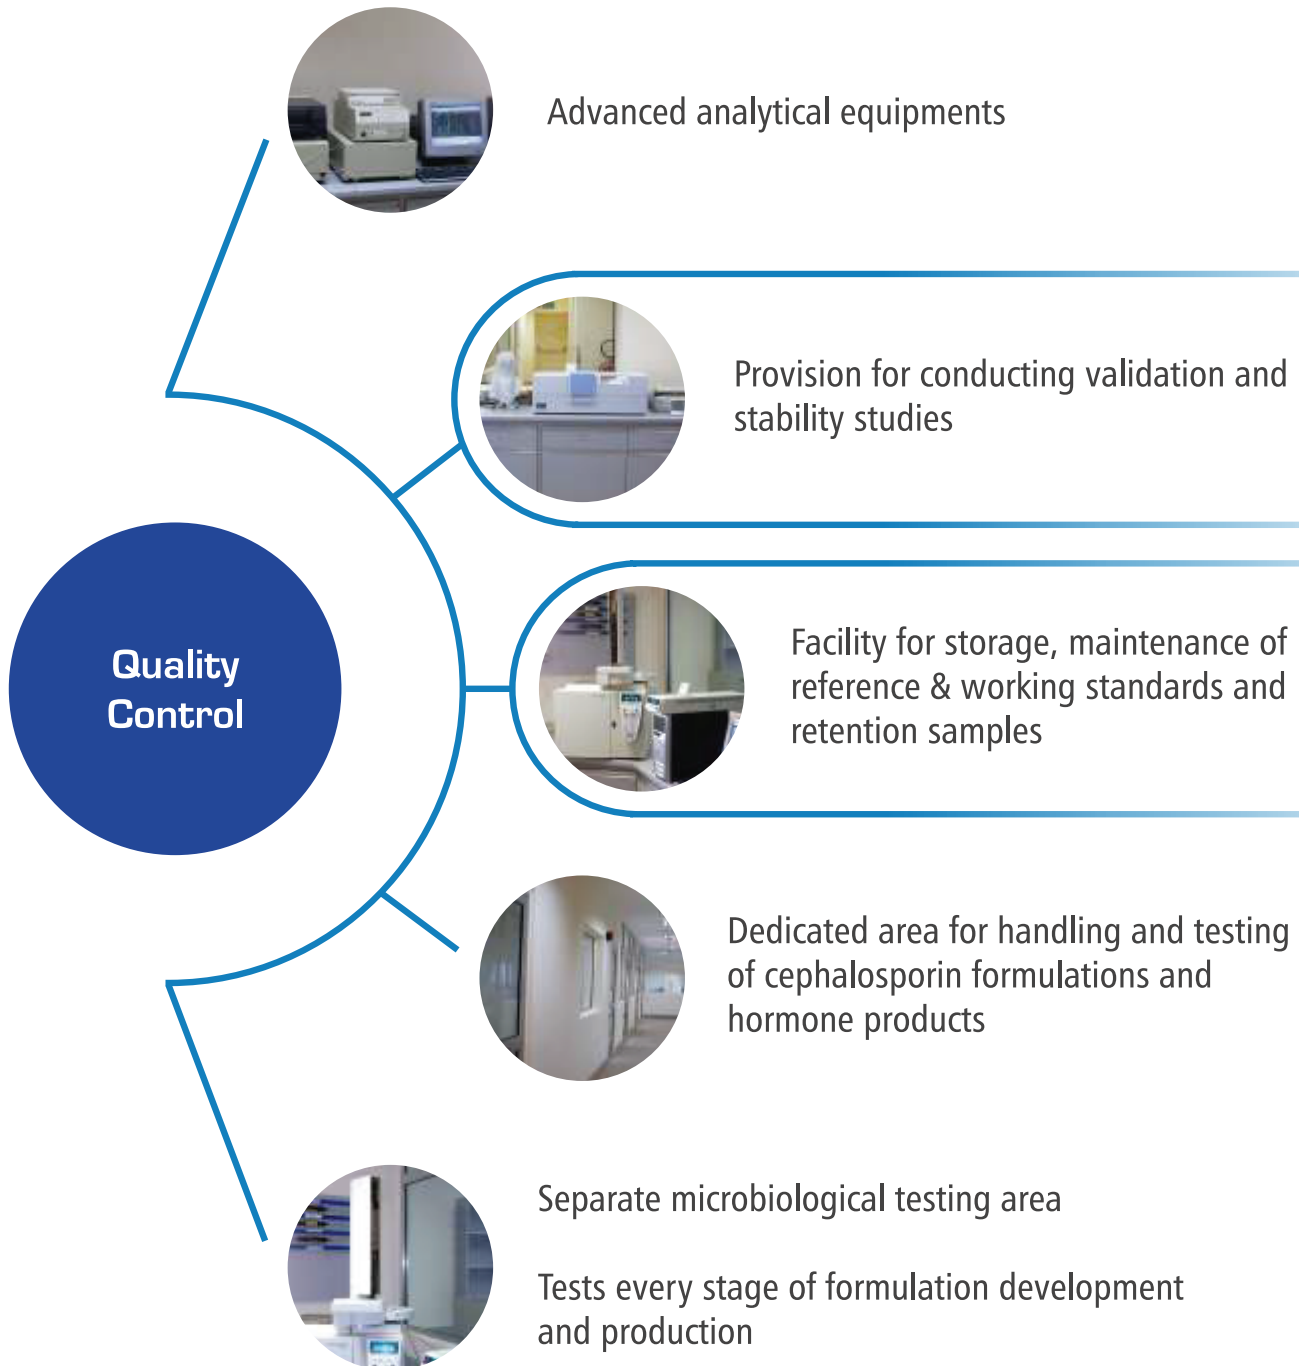 Advanced analytical equipments
Provision for conducting validation and
stability studies
Quality
Control
Facility for storage, maintenance of
reference & working standards and
retention samples
Dedicated area for handling and testing
of cephalosporin formulations and
hormone products
Separate microbiological testing area
Tests every stage of formulation development
and production